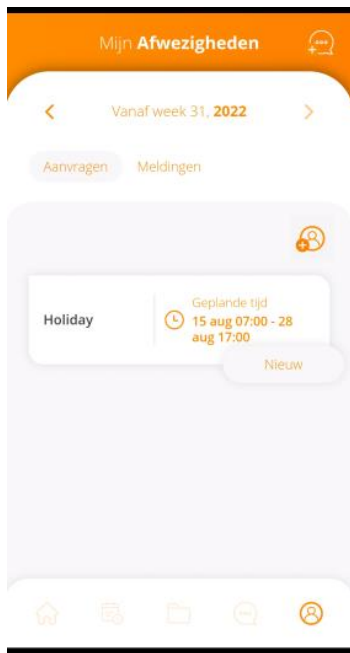 Mijn Afwezigheden
Vanaf week 31, 2022
Aanvragen Meldingen
Geplande tijd
Holiday 15 aug 07:00 - 28
aug 17:00
Nieuw